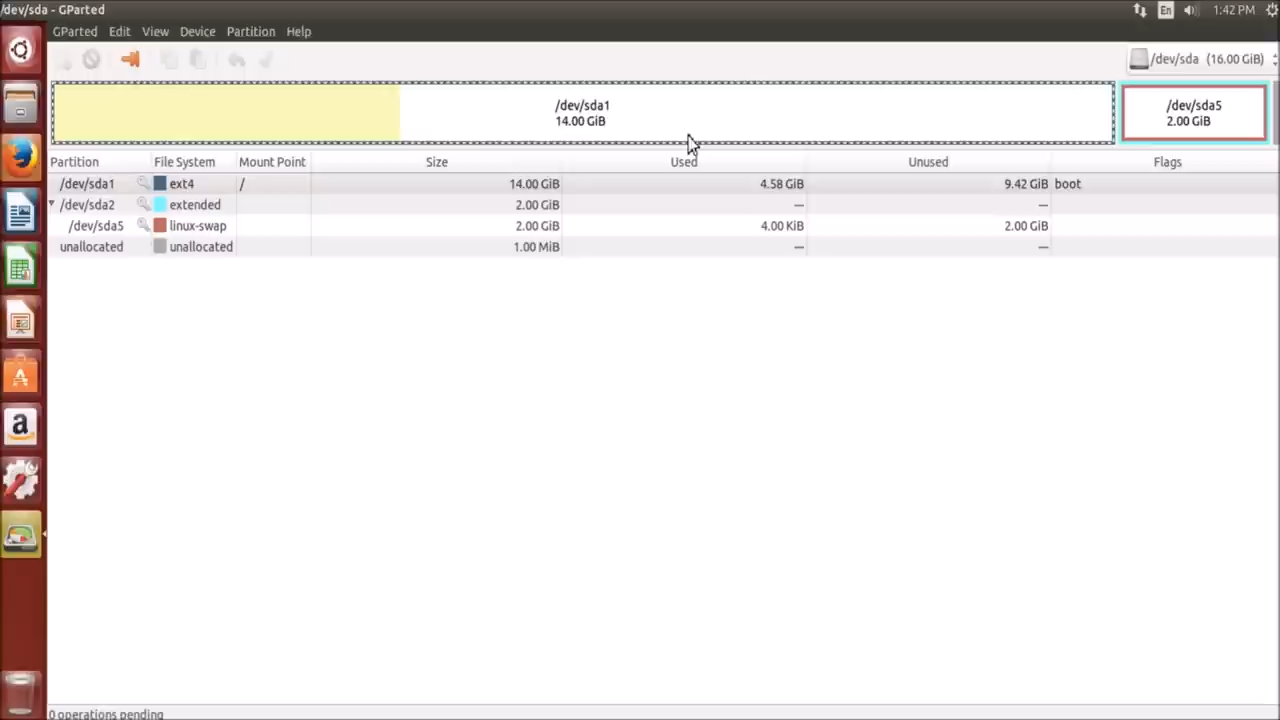 /dev/sda - GParted En 1:42 PM
GParted Edit View Device Partition Help
/dev/sda (16.00 GiB)
/dev/sda1
14.00 GiB
/dev/sda5
2.00 GiB
Partition File System Mount Point Size Used Unused Flags
/dev/sda1 ext4 / 14.00 GiB 4.58 GiB 9.42 GiB boot
/dev/sda2 extended 2.00 GiB — —
/dev/sda5 linux-swap 2.00 GiB 4.00 KiB 2.00 GiB
unallocated unallocated 1.00 MiB — —
0 operations pending